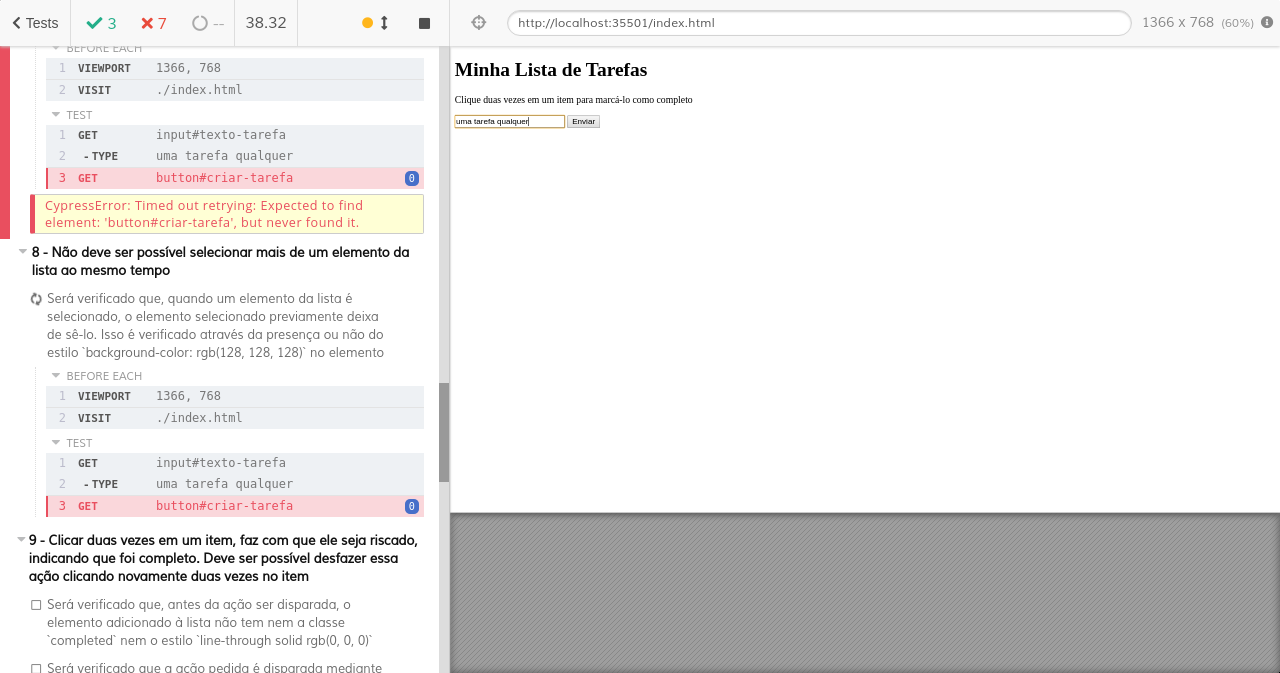 Tests 3 7 -- 38.32 http://localhost:35501/index.html 1366 x 768 (60%)
BEFORE EACH
1 VIEWPORT 1366, 768
2 VISIT ./index.html
TEST
1 GET input#texto-tarefa
2 -TYPE uma tarefa qualquer
3 GET button#criar-tarefa 0
CypressError: Timed out retrying: Expected to find
element: 'button#criar-tarefa', but never found it.
8 - Não deve ser possível selecionar mais de um elemento da
lista ao mesmo tempo
Será verificado que, quando um elemento da lista é
selecionado, o elemento selecionado previamente deixa
de sê-lo. Isso é verificado através da presença ou não do
estilo `background-color: rgb(128, 128, 128)` no elemento
BEFORE EACH
1 VIEWPORT 1366, 768
2 VISIT ./index.html
TEST
1 GET input#texto-tarefa
2 -TYPE uma tarefa qualquer
3 GET button#criar-tarefa 0
9 - Clicar duas vezes em um item, faz com que ele seja riscado,
indicando que foi completo. Deve ser possível desfazer essa
ação clicando novamente duas vezes no item
Será verificado que, antes da ação ser disparada, o
elemento adicionado à lista não tem nem a classe
`completed` nem o estilo `line-through solid rgb(0, 0, 0)`
Será verificado que a ação pedida é disparada mediante
Minha Lista de Tarefas
Clique duas vezes em um item para marcá-lo como completo
uma tarefa qualquer Enviar